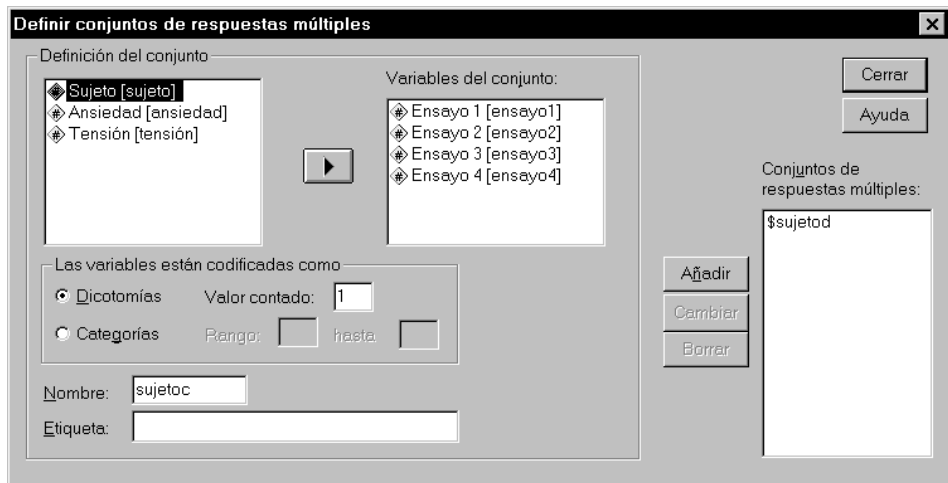 Definir conjuntos de respuestas múltiples
Definición del conjunto
Sujeto [sujeto]
Ansiedad [ansiedad]
Tensión [tensión]
Variables del conjunto:
Ensayo 1 [ensayo1]
Ensayo 2 [ensayo2]
Ensayo 3 [ensayo3]
Ensayo 4 [ensayo4]
Las variables están codificadas como
Dicotomías
Valor contado: 1
Categorías
Rango: hasta
Nombre: sujetoc
Etiqueta:
Cerrar
Ayuda
Conjuntos de
respuestas múltiples:
$sujetod
Añadir
Cambiar
Borrar